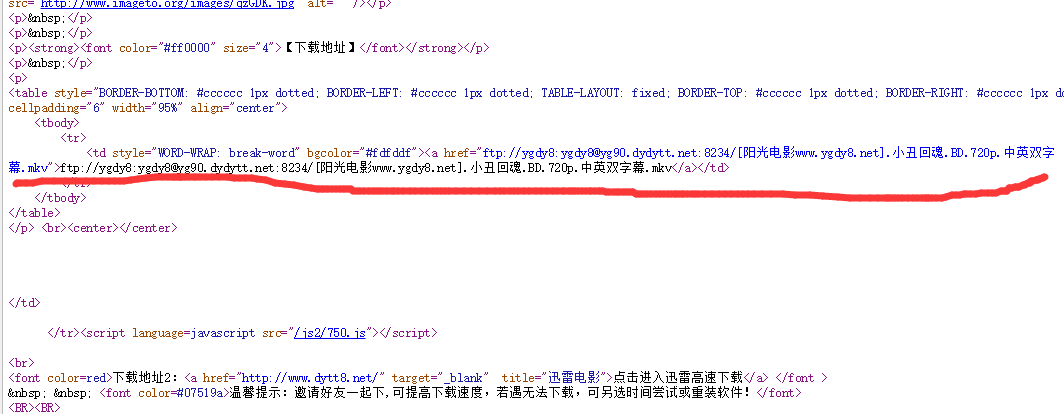 src="http://www.imageto.org/images/qzGDK.jpg" alt="" /></p>
<p>&nbsp;</p>
<p>&nbsp;</p>
<p><strong><font color="#ff0000" size="4">【下载地址】</font></strong></p>
<p>&nbsp;</p>
<p>
<table style="BORDER-BOTTOM: #cccccc 1px dotted; BORDER-LEFT: #cccccc 1px dotted; TABLE-LAYOUT: fixed; BORDER-TOP: #cccccc 1px dotted; BORDER-RIGHT: #cccccc 1px do
cellpadding="6" width="95%" align="center">
<tbody>
<tr>
<td style="WORD-WRAP: break-word" bgcolor="#fdfddf"><a href="ftp://ygdy8:ygdy8@yg90.dydytt.net:8234/[阳光电影www.ygdy8.net].小丑回魂.BD.720p.中英双字
幕.mkv">ftp://ygdy8:ygdy8@yg90.dydytt.net:8234/[阳光电影www.ygdy8.net].小丑回魂.BD.720p.中英双字幕.mkv</a></td>
</tr>
</tbody>
</table>
</p> <br><center></center>
</td>
</tr><script language=javascript src="/js2/750.js"></script>
<br>
<font color=red>下载地址2：<a href="http://www.dytt8.net/" target="_blank" title="迅雷电影">点击进入迅雷高速下载</a> </font >
&nbsp; &nbsp; <font color=#07519a>温馨提示：邀请好友一起下,可提高下载速度，若遇无法下载，可另选时间尝试或重装软件！</font>
<BR><BR>